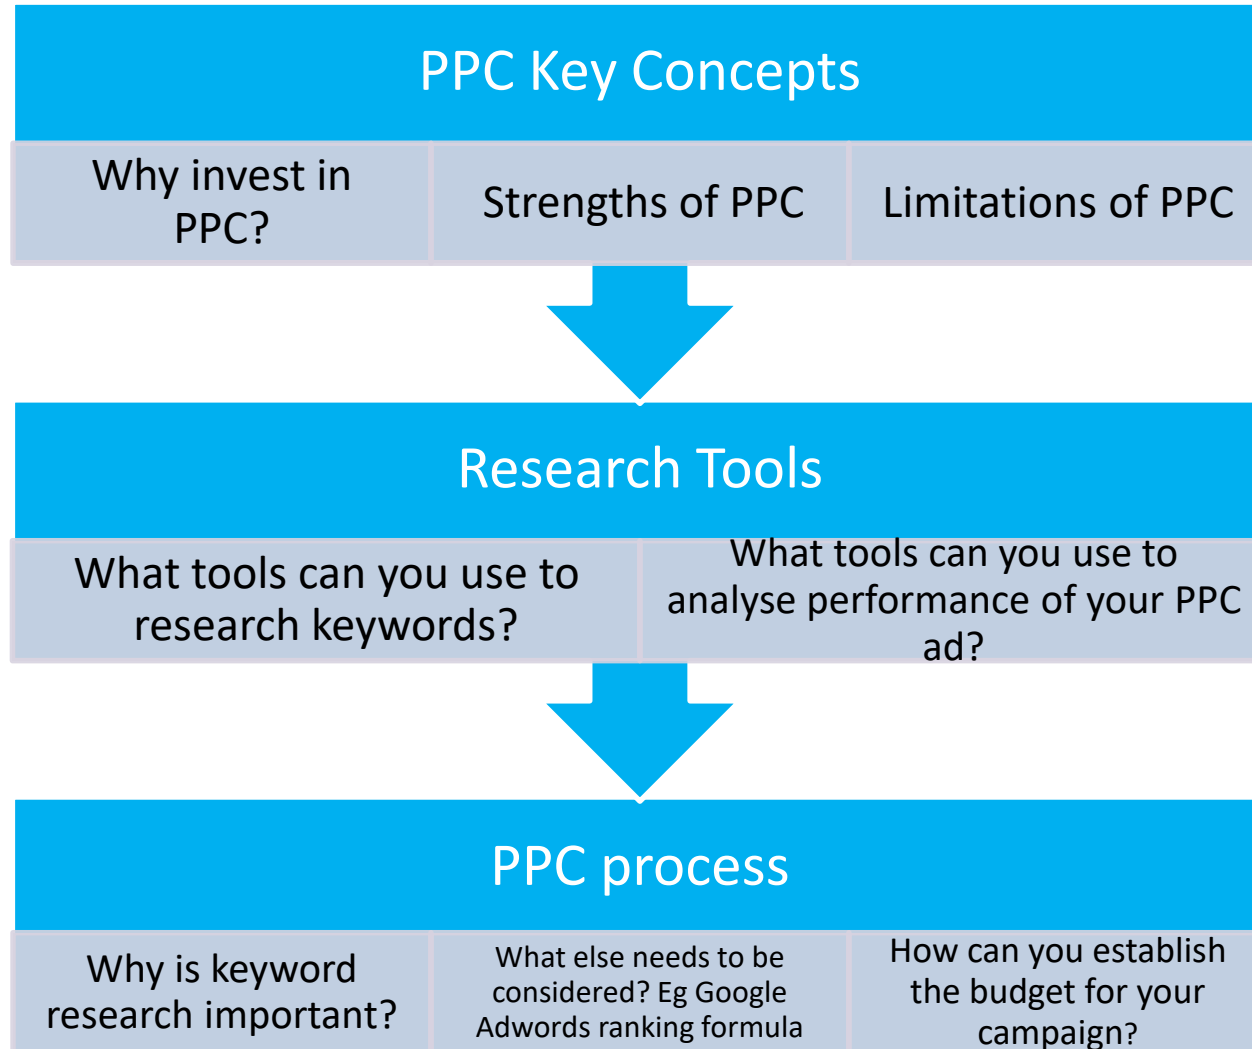 PPC Key Concepts
Why invest in
PPC?
Strengths of PPC
Limitations of PPC
Research Tools
What tools can you use to
research keywords?
What tools can you use to
analyse performance of your PPC
ad?
PPC process
Why is keyword
research important?
What else needs to be
considered? Eg Google
Adwords ranking formula
How can you establish
the budget for your
campaign?